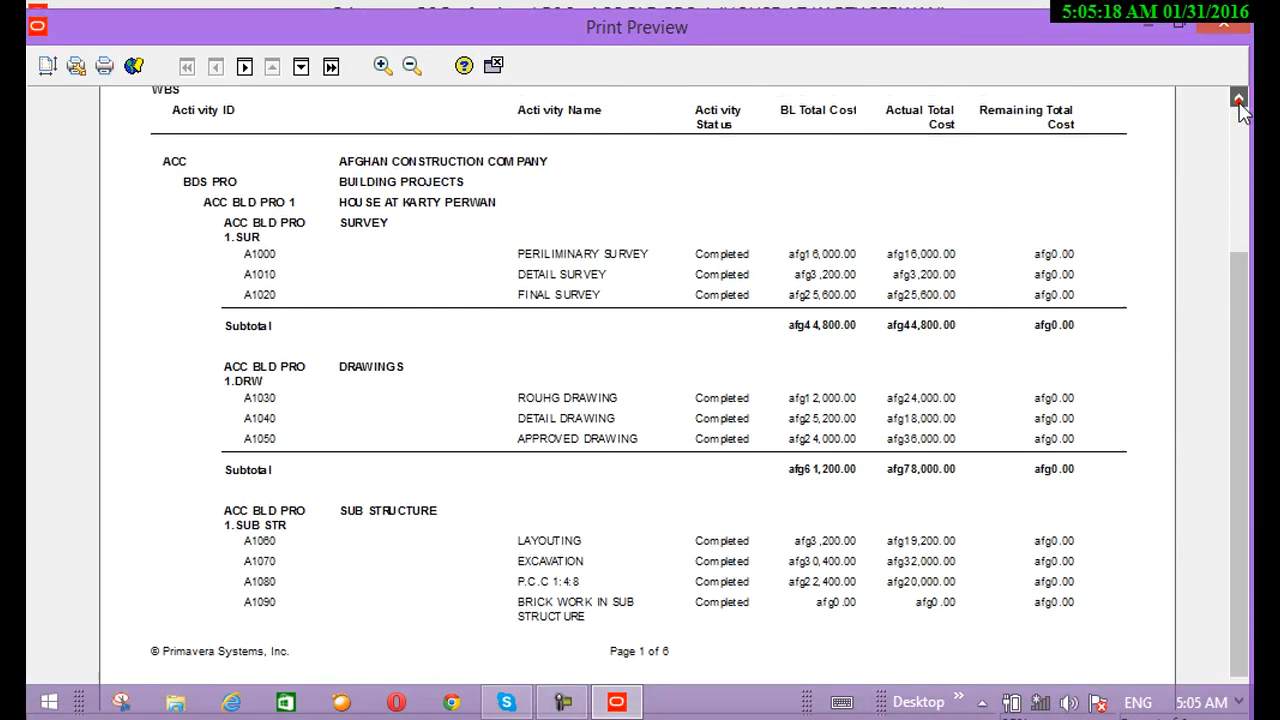 5:05:18 AM 01/31/2016
Print Preview
WBS
Activity ID Activity Name Activity Status BL Total Cost Actual Total Cost Remaining Total Cost
ACC AFGHAN CONSTRUCTION COMPANY
BDS PRO BUILDING PROJECTS
ACC BLD PRO 1 HOUSE AT KARTY PERWAN
ACC BLD PRO 1.SUR SURVEY
A1000 PERILIMINARY SURVEY Completed afg16,000.00 afg16,000.00 afg0.00
A1010 DETAIL SURVEY Completed afg3,200.00 afg3,200.00 afg0.00
A1020 FINAL SURVEY Completed afg25,600.00 afg25,600.00 afg0.00
Subtotal afg44,800.00 afg44,800.00 afg0.00
ACC BLD PRO 1.DRW DRAWINGS
A1030 ROUHG DRAWING Completed afg12,000.00 afg24,000.00 afg0.00
A1040 DETAIL DRAWING Completed afg25,200.00 afg18,000.00 afg0.00
A1050 APPROVED DRAWING Completed afg24,000.00 afg36,000.00 afg0.00
Subtotal afg61,200.00 afg78,000.00 afg0.00
ACC BLD PRO 1.SUB STR SUB STRUCTURE
A1060 LAYOUTING Completed afg3,200.00 afg19,200.00 afg0.00
A1070 EXCAVATION Completed afg30,400.00 afg32,000.00 afg0.00
A1080 P.C.C 1:4:8 Completed afg22,400.00 afg20,000.00 afg0.00
A1090 BRICK WORK IN SUB STRUCTURE Completed afg0.00 afg0.00 afg0.00
© Primavera Systems, Inc. Page 1 of 6
Desktop » ENG 5:05 AM